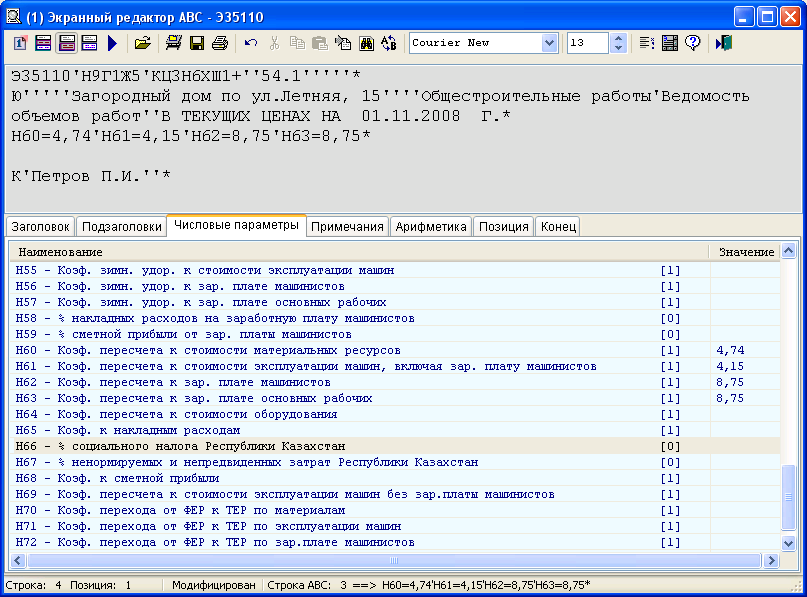 (1) Экранный редактор АВС - Э35110
Courier New 13
Э35110'Н9Г1Ж5'КЦЗН6ХШ1+''54.1'''''*
Ю'''''Загородный дом по ул.Летняя, 15''''Общестроительные работы'Ведомость
объемов работ''В ТЕКУЩИХ ЦЕНАХ НА 01.11.2008 Г.*
Н60=4,74'Н61=4,15'Н62=8,75'Н63=8,75*
К'Петров П.И.''*
Заголовок Подзаголовки Числовые параметры Примечания Арифметика Позиция Конец
Наименование Значение
Н55 - Коэф. зимн. удор. к стоимости эксплуатации машин [1]
Н56 - Коэф. зимн. удор. к зар. плате машинистов [1]
Н57 - Коэф. зимн. удор. к зар. плате основных рабочих [1]
Н58 - % накладных расходов на заработную плату машинистов [0]
Н59 - % сметной прибыли от зар. платы машинистов [0]
Н60 - Коэф. пересчета к стоимости материальных ресурсов [1] 4,74
Н61 - Коэф. пересчета к стоимости эксплуатации машин, включая зар. плату машинистов [1] 4,15
Н62 - Коэф. пересчета к зар. плате машинистов [1] 8,75
Н63 - Коэф. пересчета к зар. плате основных рабочих [1] 8,75
Н64 - Коэф. пересчета к стоимости оборудования [1]
Н65 - Коэф. к накладным расходам [1]
Н66 - % социального налога Республики Казахстан [0]
Н67 - % ненормируемых и непредвиденных затрат Республики Казахстан [0]
Н68 - Коэф. к сметной прибыли [1]
Н69 - Коэф. пересчета к стоимости эксплуатации машин без зар.платы машинистов [1]
Н70 - Коэф. перехода от ФЕР к ТЕР по материалам [1]
Н71 - Коэф. перехода от ФЕР к ТЕР по эксплуатации машин [1]
Н72 - Коэф. перехода от ФЕР к ТЕР по зар.плате машинистов [1]
Строка: 4 Позиция: 1 Модифицирован Строка АВС: 3 ==> Н60=4,74'Н61=4,15'Н62=8,75'Н63=8,75*